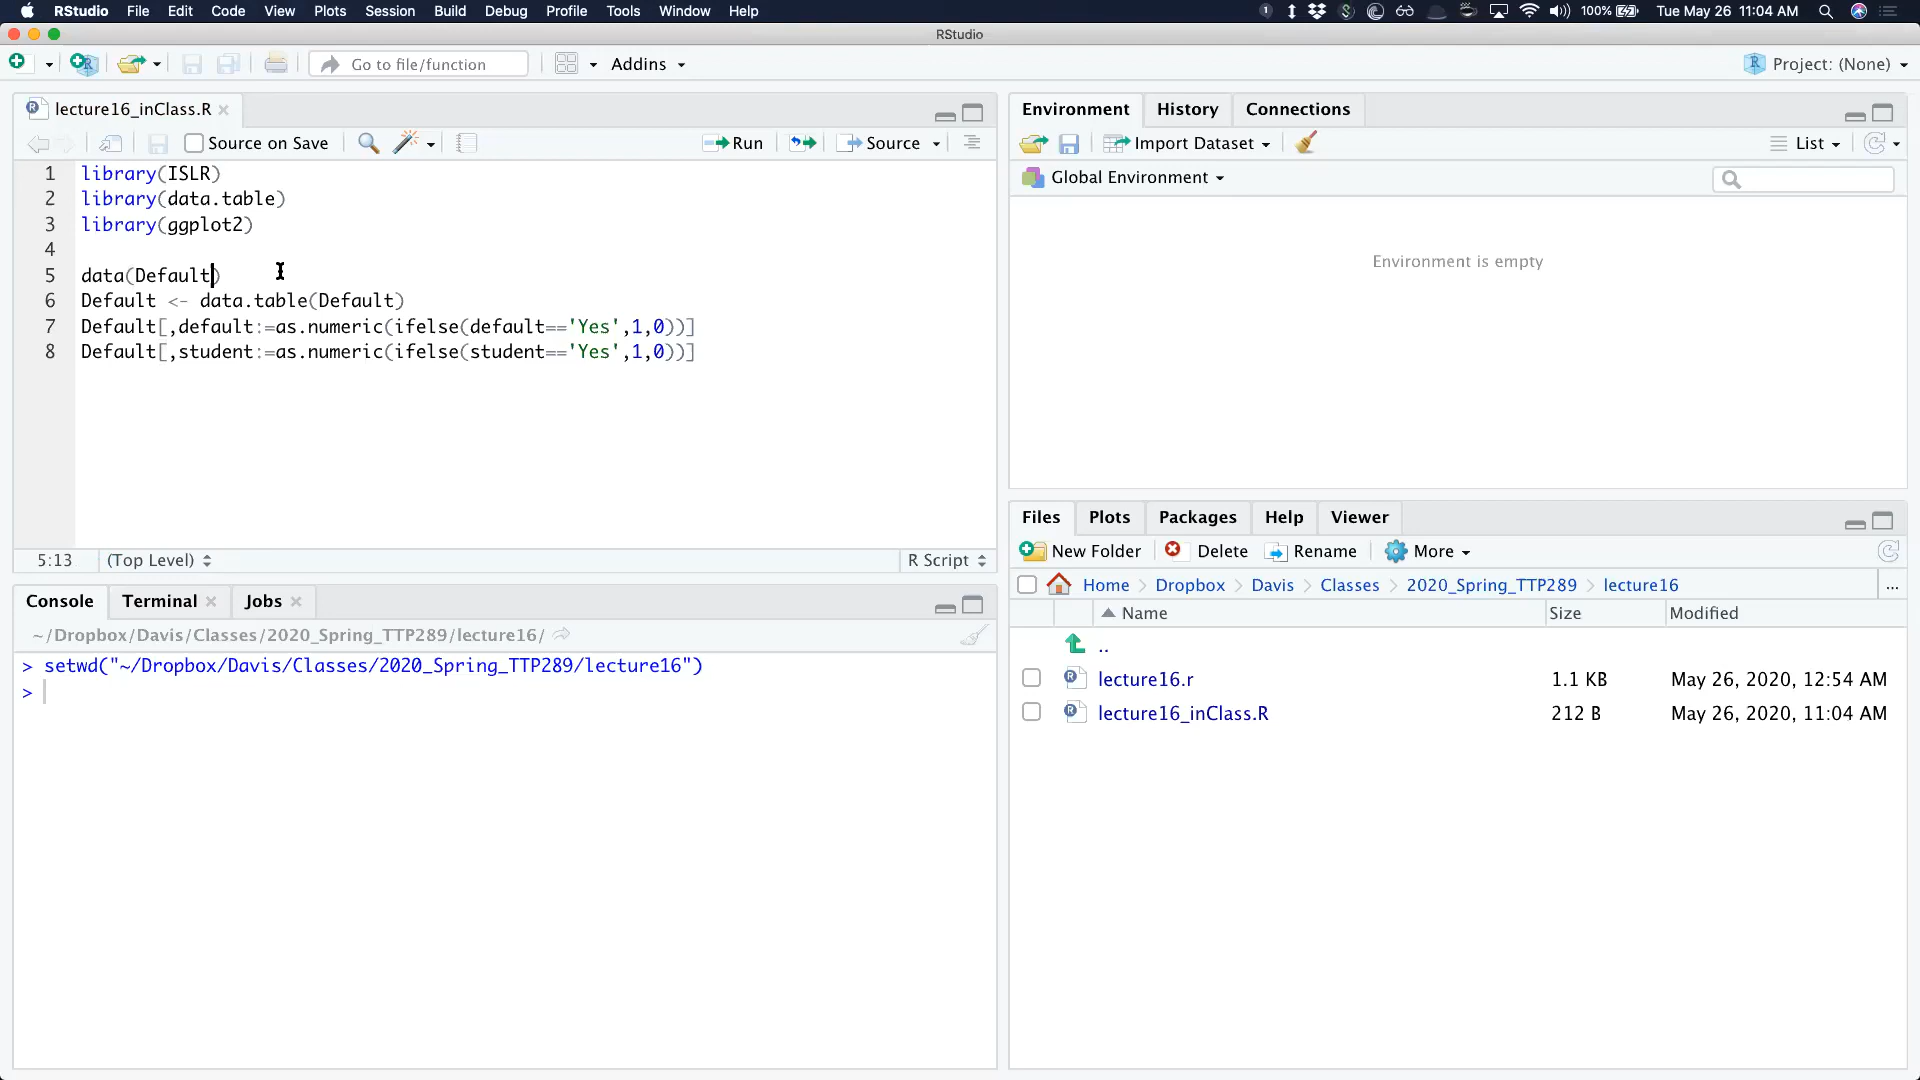 RStudio File Edit Code View Plots Session Build Debug Profile Tools Window Help 100% Tue May 26 11:04 AM
RStudio
Go to file/function Addins Project: (None)
lecture16_inClass.R
Source on Save Run Source
1 library(ISLR)
2 library(data.table)
3 library(ggplot2)
4
5 data(Default)
6 Default <- data.table(Default)
7 Default[,default:=as.numeric(ifelse(default=='Yes',1,0))]
8 Default[,student:=as.numeric(ifelse(student=='Yes',1,0))]
5:13 (Top Level) R Script
Console Terminal Jobs
~/Dropbox/Davis/Classes/2020_Spring_TTP289/lecture16/
> setwd("~/Dropbox/Davis/Classes/2020_Spring_TTP289/lecture16")
>
Environment History Connections
Import Dataset List
Global Environment
Environment is empty
Files Plots Packages Help Viewer
New Folder Delete Rename More
Home Dropbox Davis Classes 2020_Spring_TTP289 lecture16 ...
Name Size Modified
..
lecture16.r 1.1 KB May 26, 2020, 12:54 AM
lecture16_inClass.R 212 B May 26, 2020, 11:04 AM